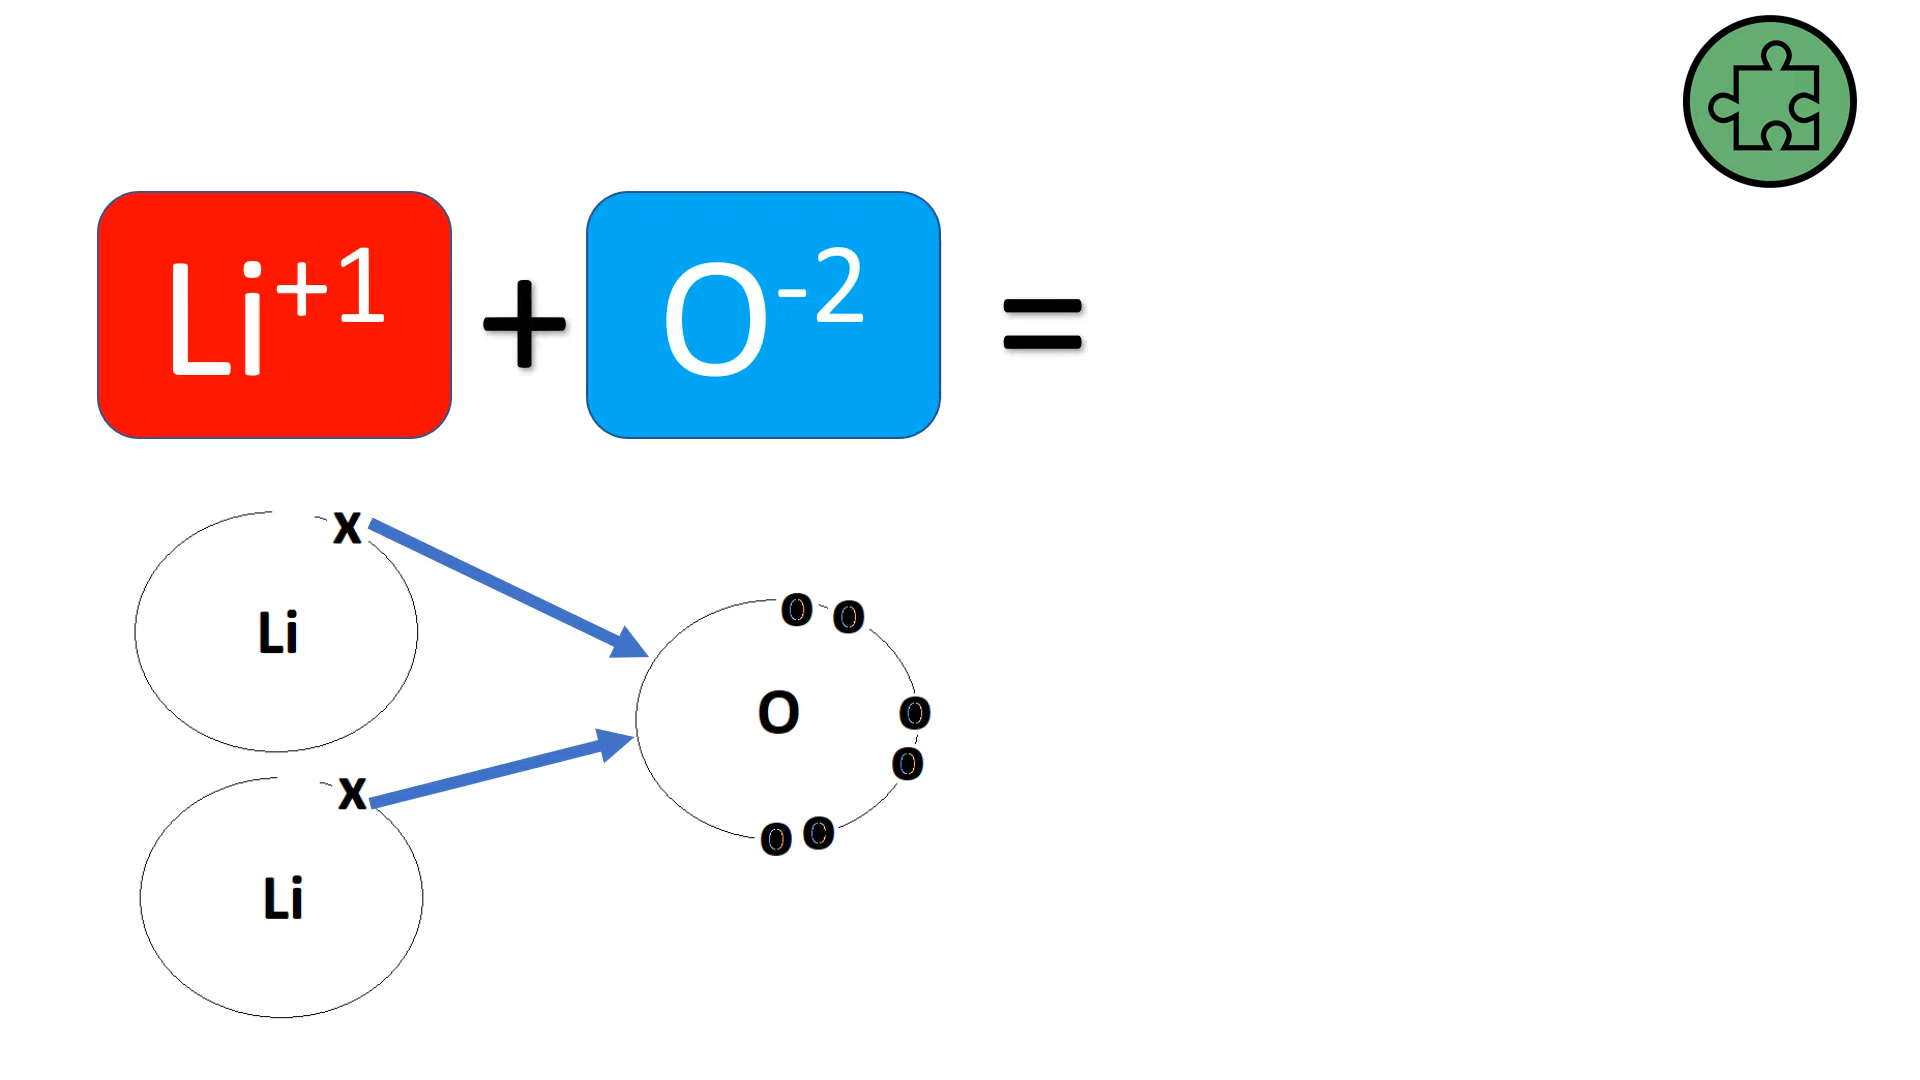 Li⁺¹ + O⁻² =
x
Li
o o
O
o
o
x
o o
Li